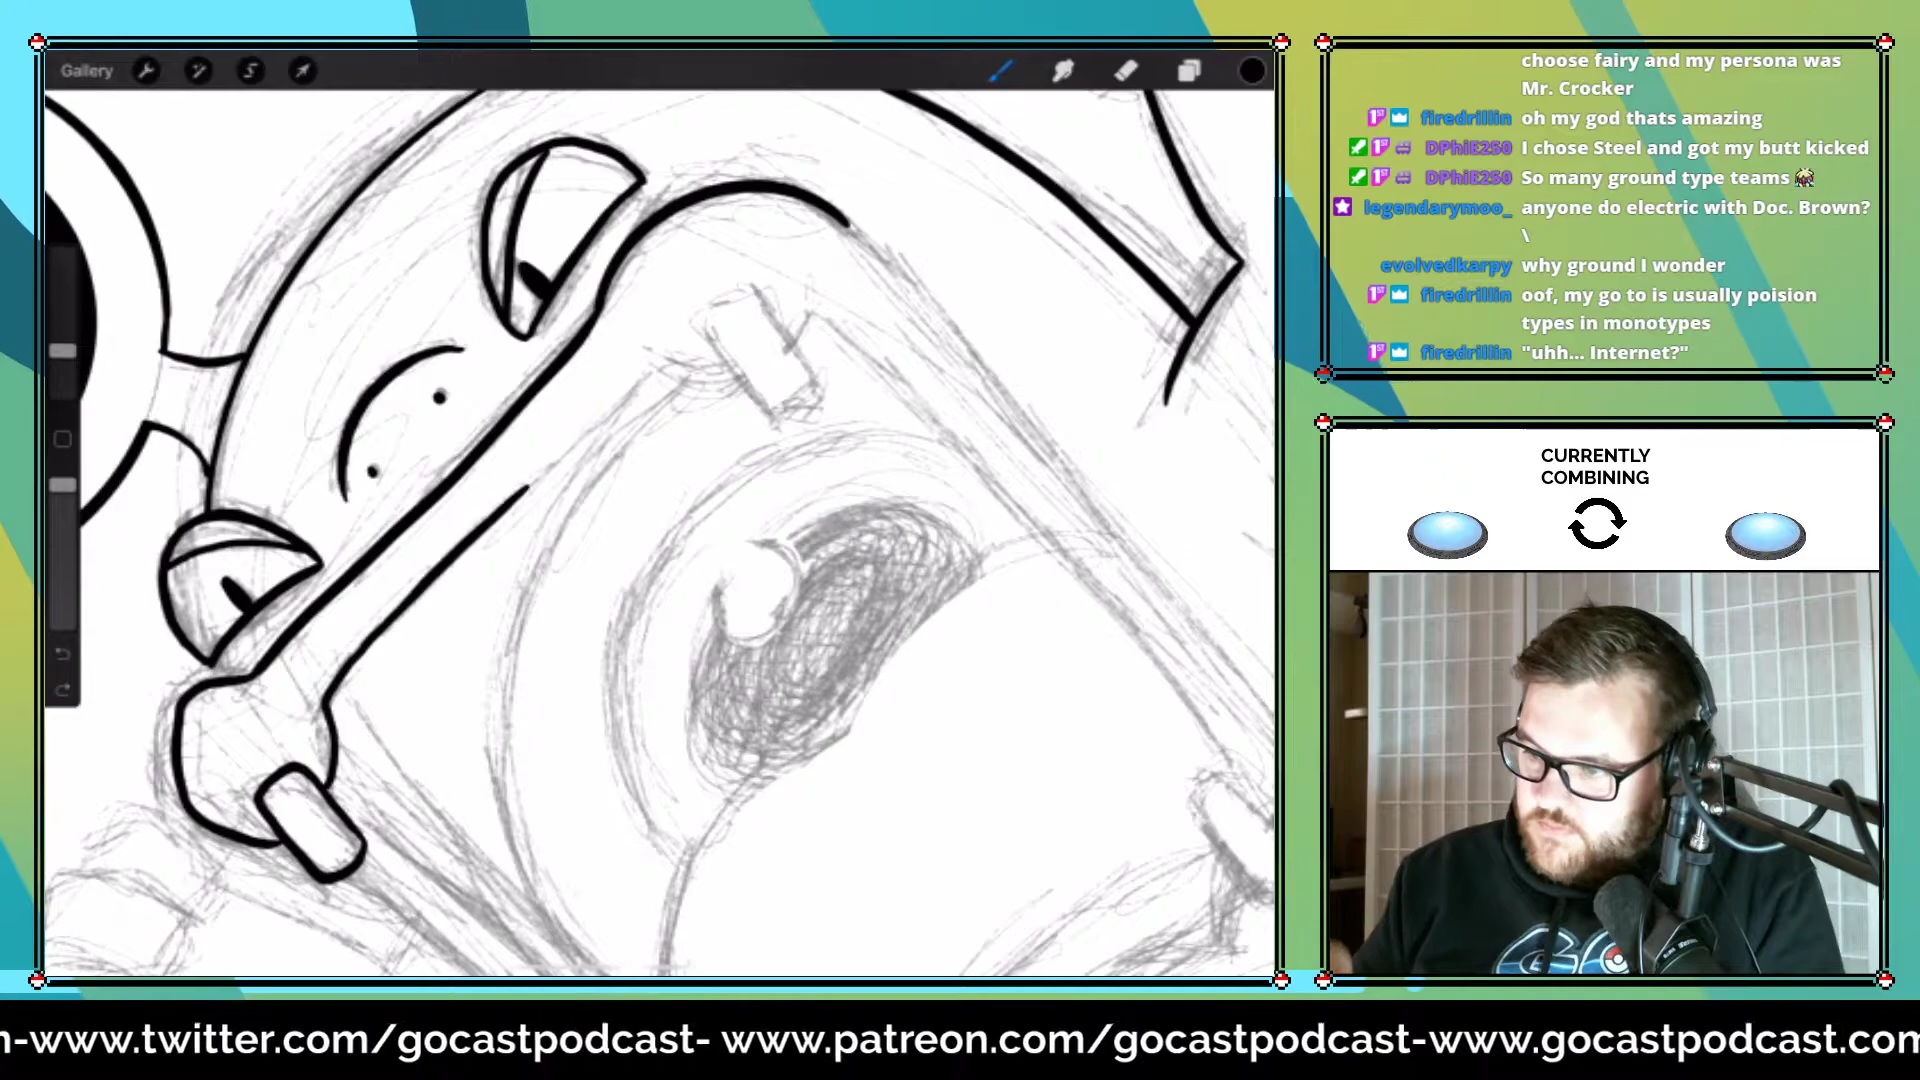 Gallery
choose fairy and my persona was
Mr. Crocker
firedrillin oh my god thats amazing
DPhiE250 I chose Steel and got my butt kicked
DPhiE250 So many ground type teams
legendarymoo_ anyone do electric with Doc. Brown?
\
evolvedkarpy why ground I wonder
firedrillin oof, my go to is usually poision
types in monotypes
firedrillin "uhh... Internet?"
CURRENTLY
COMBINING
GO
-www.twitter.com/gocastpodcast- www.patreon.com/gocastpodcast-www.gocastpodcast.com